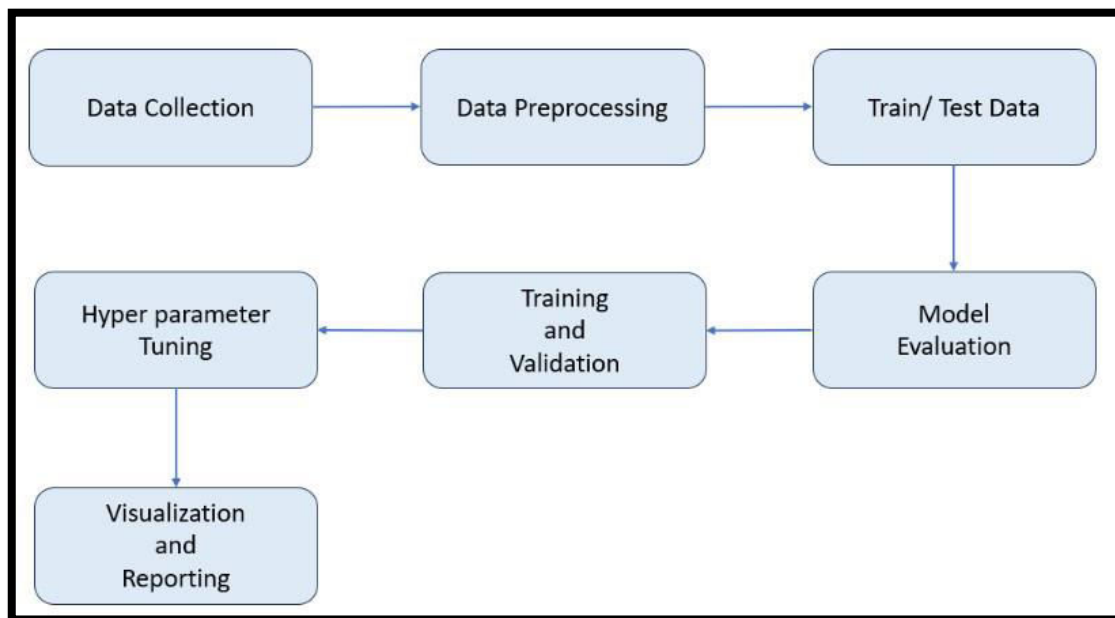 Data Collection
Data Preprocessing
Train/ Test Data
Model
Evaluation
Training
and
Validation
Hyper parameter
Tuning
Visualization
and
Reporting